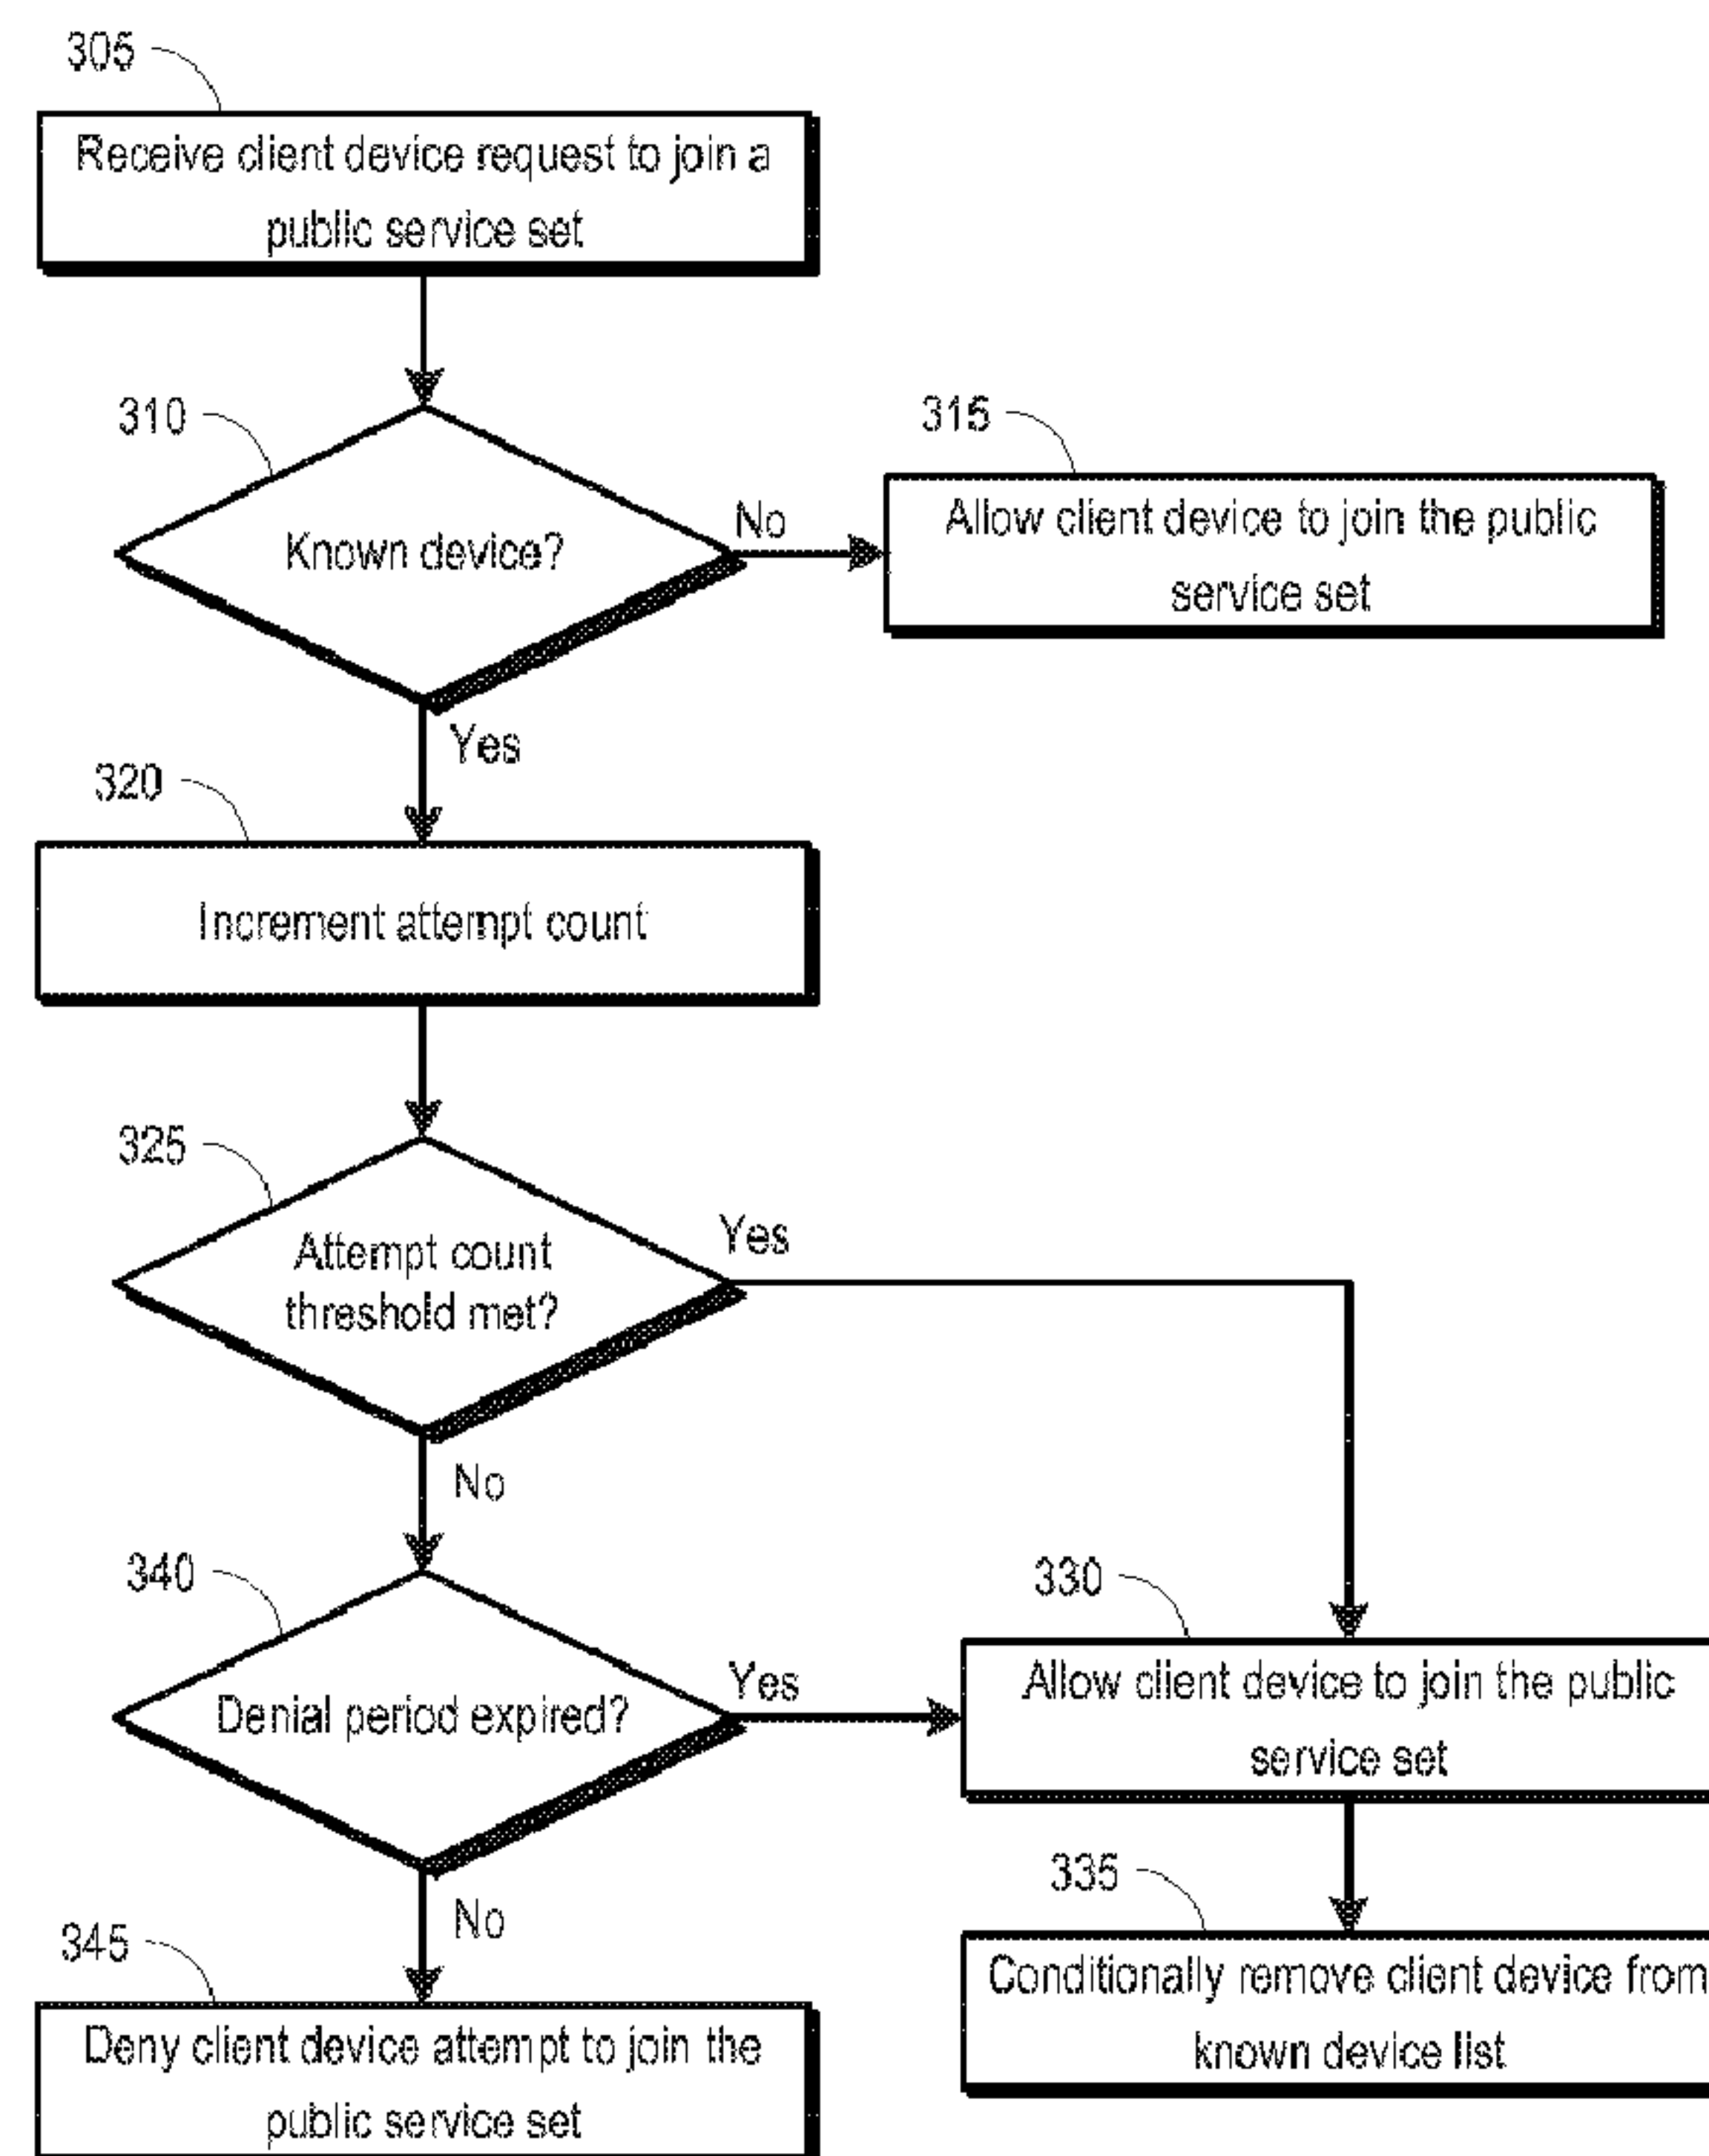 305
Receive client device request to join a
public service set
310
Known device?
No
315
Allow client device to join the public
service set
Yes
320
Increment attempt count
325
Attempt count
threshold met?
Yes
No
340
Denial period expired?
Yes
330
Allow client device to join the public
service set
335
Conditionally remove client device from
known device list
No
345
Deny client device attempt to join the
public service set